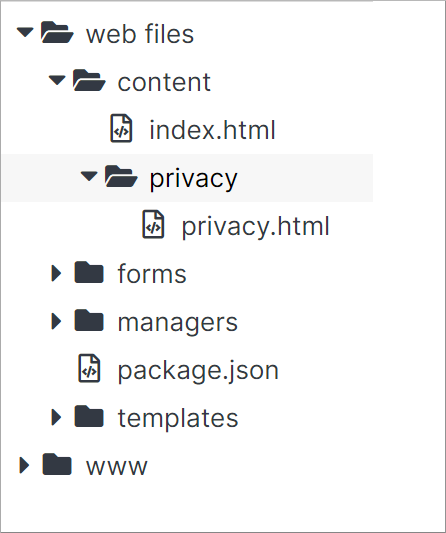 web files
content
index.html
privacy
privacy.html
forms
managers
package.json
templates
www